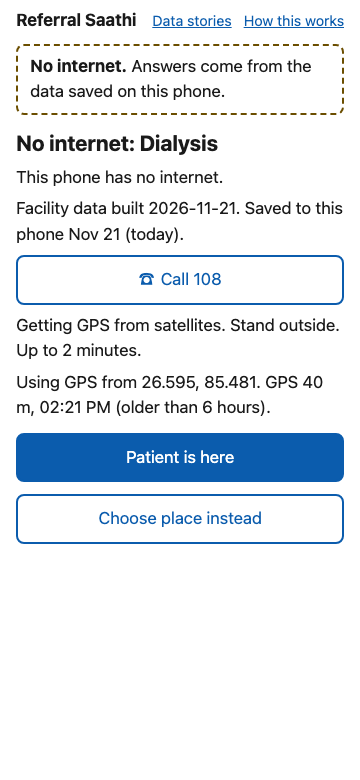 Referral Saathi Data stories How this works
No internet. Answers come from the
data saved on this phone.
No internet: Dialysis
This phone has no internet.
Facility data built 2026-11-21. Saved to this
phone Nov 21 (today).
☎ Call 108
Getting GPS from satellites. Stand outside.
Up to 2 minutes.
Using GPS from 26.595, 85.481. GPS 40
m, 02:21 PM (older than 6 hours).
Patient is here
Choose place instead